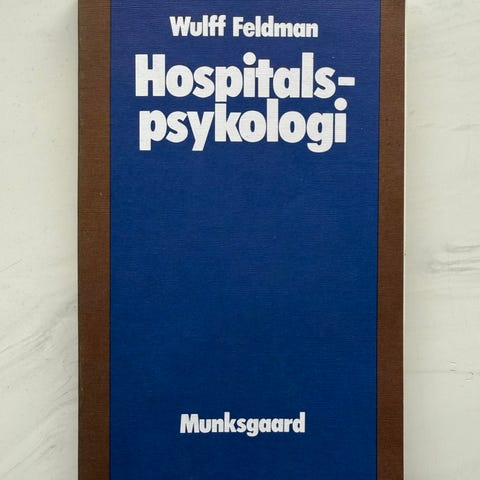 Wulff Feldman
Hospitals-
psykologi
Munksgaard